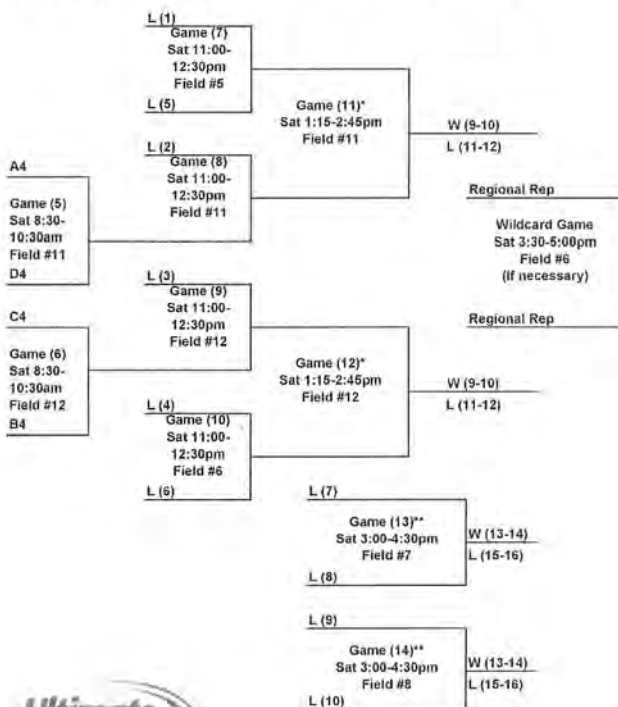 L (1)
Game (7)
Sat 11:00-
12:30pm
Field #5
L (5)
Game (11)*
Sat 1:15-2:45pm
Field #11
W (9-10)
L (11-12)
L (2)
Game (8)
Sat 11:00-
12:30pm
Field #11
A4
Game (5)
Sat 8:30-
10:30am
Field #11
D4
Regional Rep
Wildcard Game
Sat 3:30-5:00pm
Field #6
(If necessary)
Regional Rep
L (3)
Game (9)
Sat 11:00-
12:30pm
Field #12
C4
Game (6)
Sat 8:30-
10:30am
Field #12
B4
Game (12)*
Sat 1:15-2:45pm
Field #12
W (9-10)
L (11-12)
L (4)
Game (10)
Sat 11:00-
12:30pm
Field #6
L (6)
L (7)
Game (13)**
Sat 3:00-4:30pm
Field #7
W (13-14)
L (15-16)
L (8)
L (9)
Game (14)**
Sat 3:00-4:30pm
Field #8
W (13-14)
L (15-16)
L (10)
Ultimate